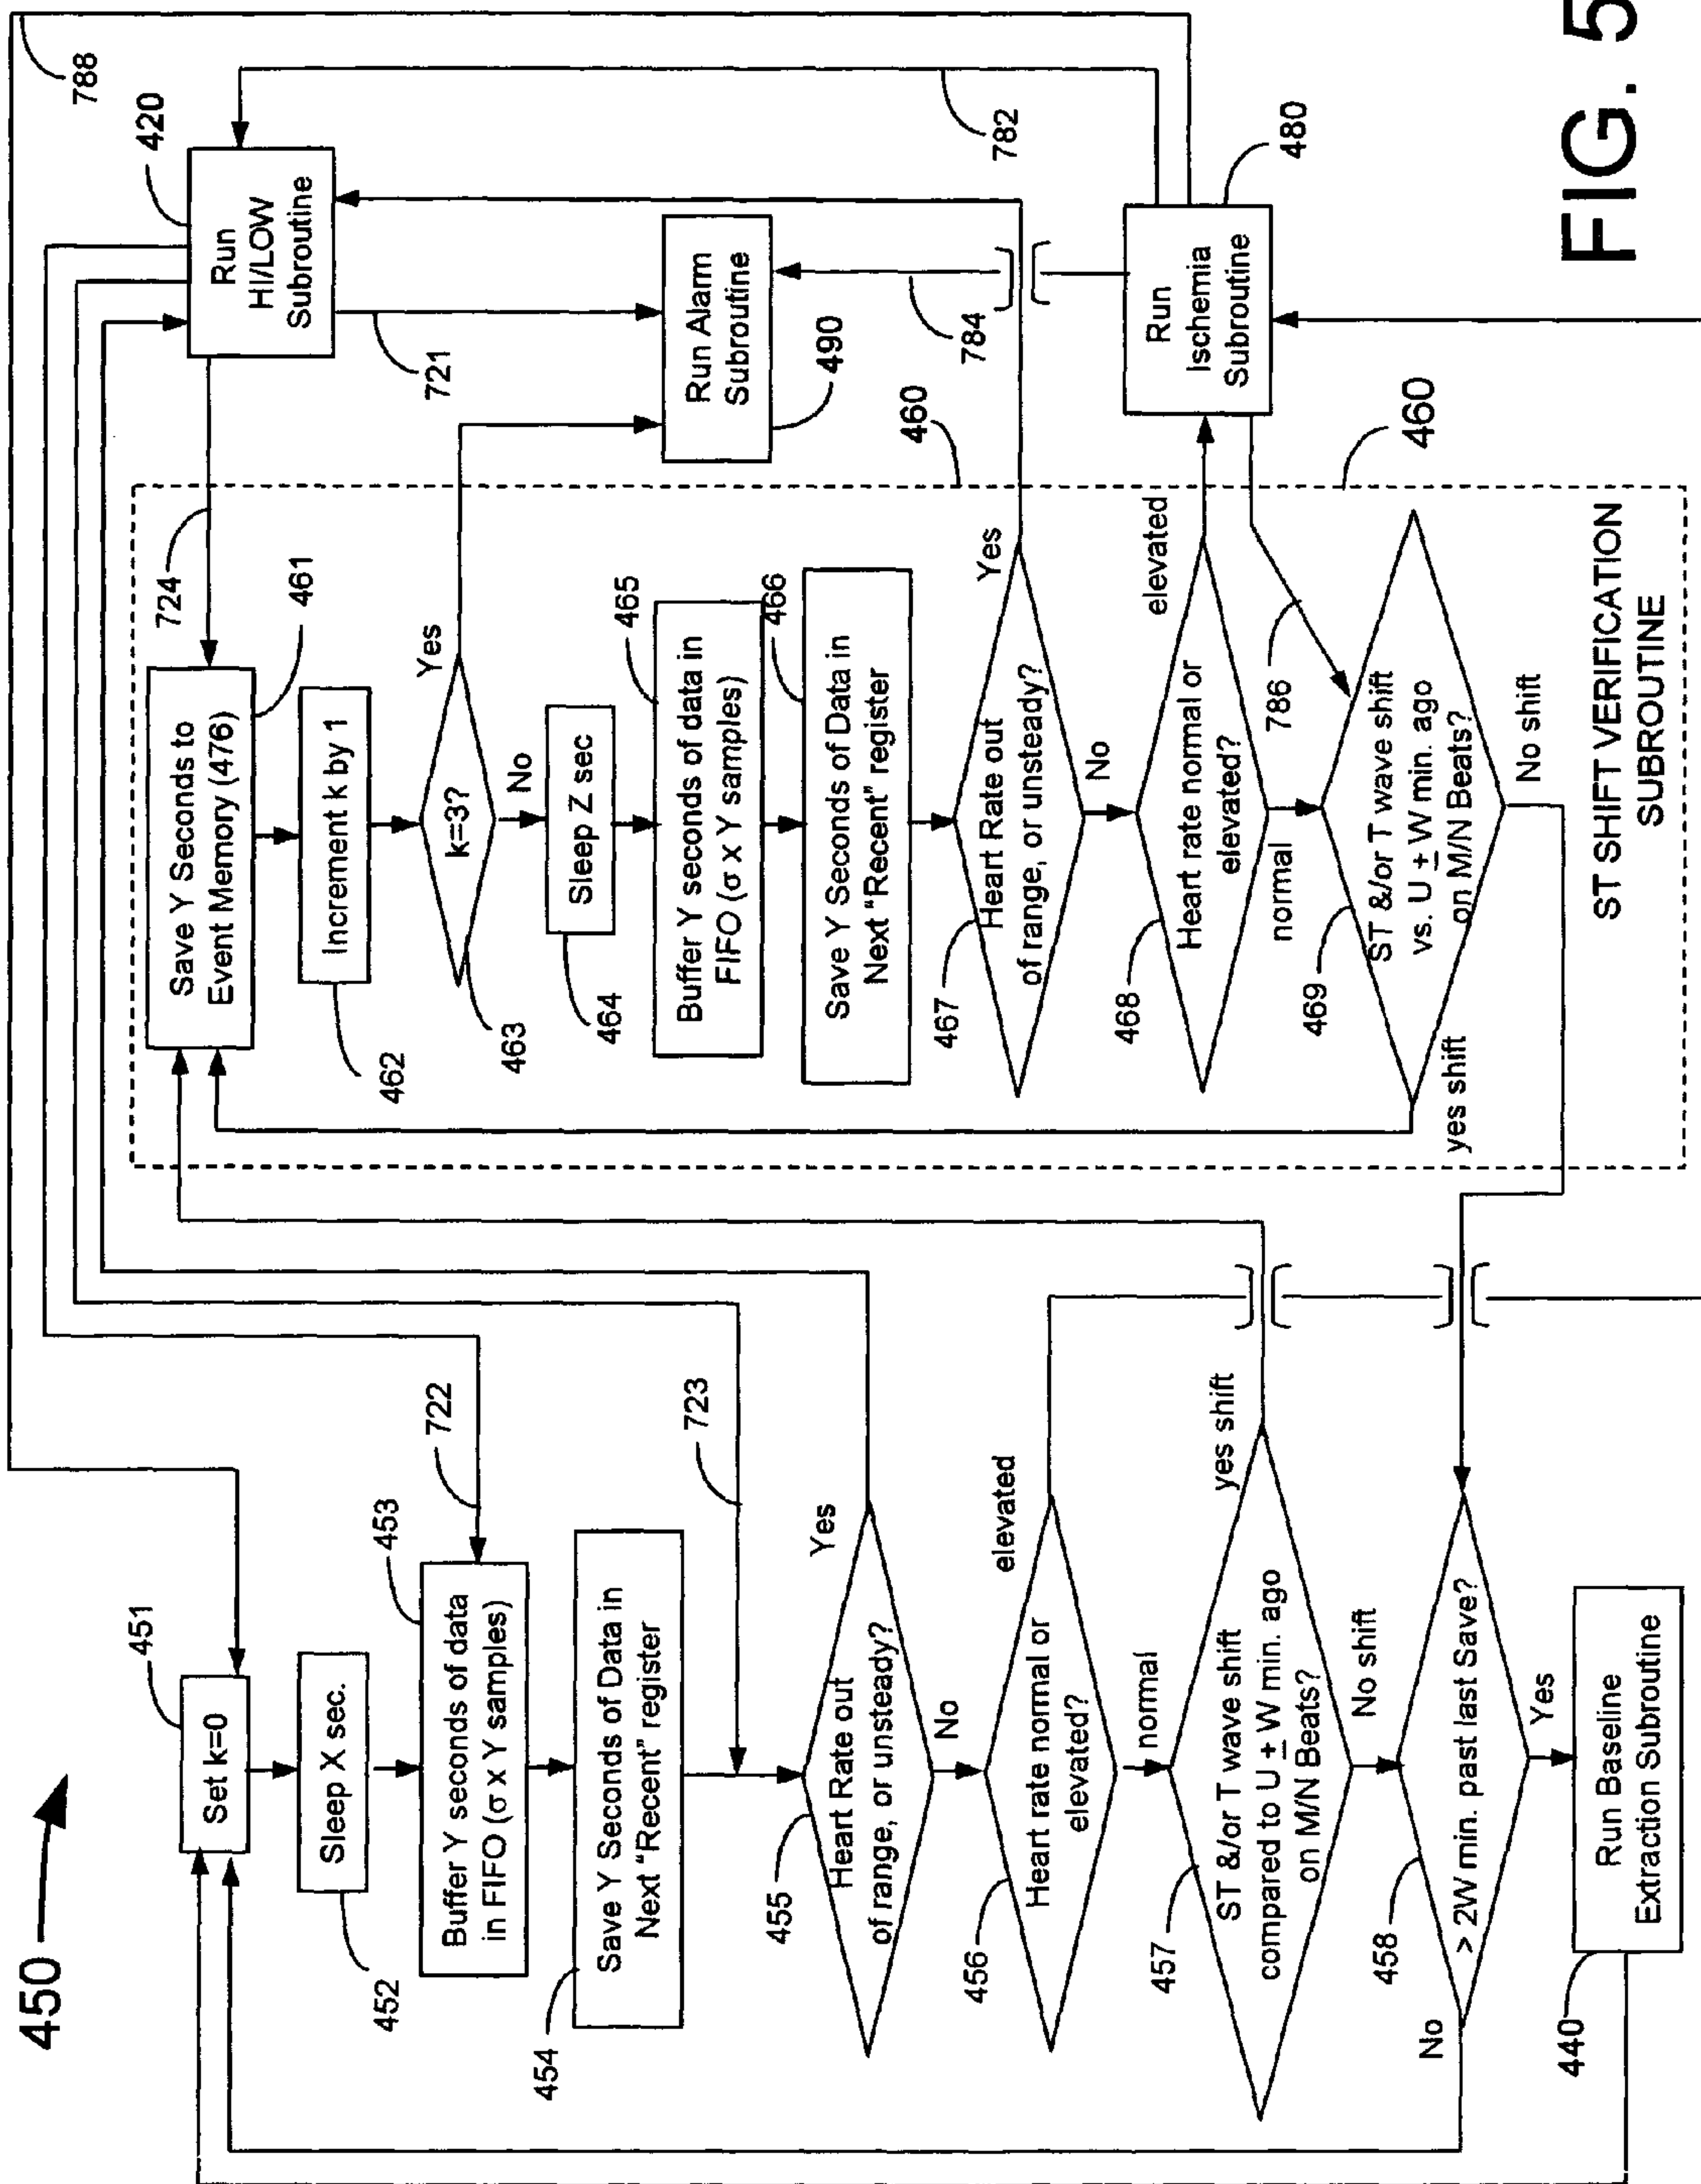 450
451
Set k=0
Sleep X sec.
452
453
Buffer Y seconds of data
in FIFO (σ x Y samples)
722
454
Save Y Seconds of Data in
Next “Recent” register
723
455
Heart Rate out
of range, or unsteady?
Yes
No
456
Heart rate normal or
elevated?
elevated
normal
457
ST &/or T wave shift
compared to U ± W min. ago
on M/N Beats?
yes shift
No shift
458
> 2W min. past last Save?
No
Yes
440
Run Baseline
Extraction Subroutine
724
461
Save Y Seconds to
Event Memory (476)
462
Increment k by 1
463
k=3?
Yes
No
464
Sleep Z sec
465
Buffer Y seconds of data in
FIFO (σ x Y samples)
466
Save Y Seconds of Data in
Next “Recent” register
467
Heart Rate out
of range, or unsteady?
Yes
No
468
Heart rate normal or
elevated?
elevated
normal
786
469
ST &/or T wave shift
vs. U ± W min. ago
on M/N Beats?
yes shift
No shift
ST SHIFT VERIFICATION
SUBROUTINE
460
460
788
420
Run
HI/LOW
Subroutine
721
Run Alarm
Subroutine
490
782
784
480
Run
Ischemia
Subroutine
FIG. 5